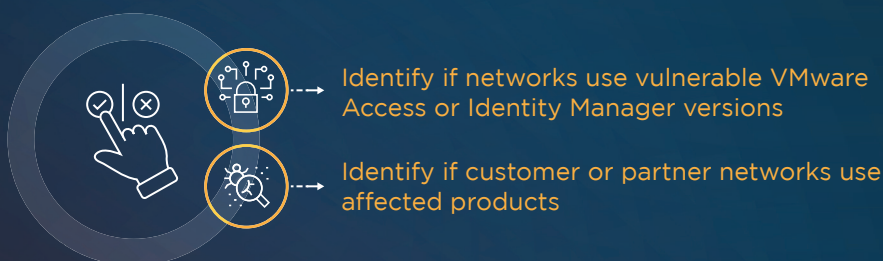 Identify if networks use vulnerable VMware
Access or Identity Manager versions
Identify if customer or partner networks use
affected products